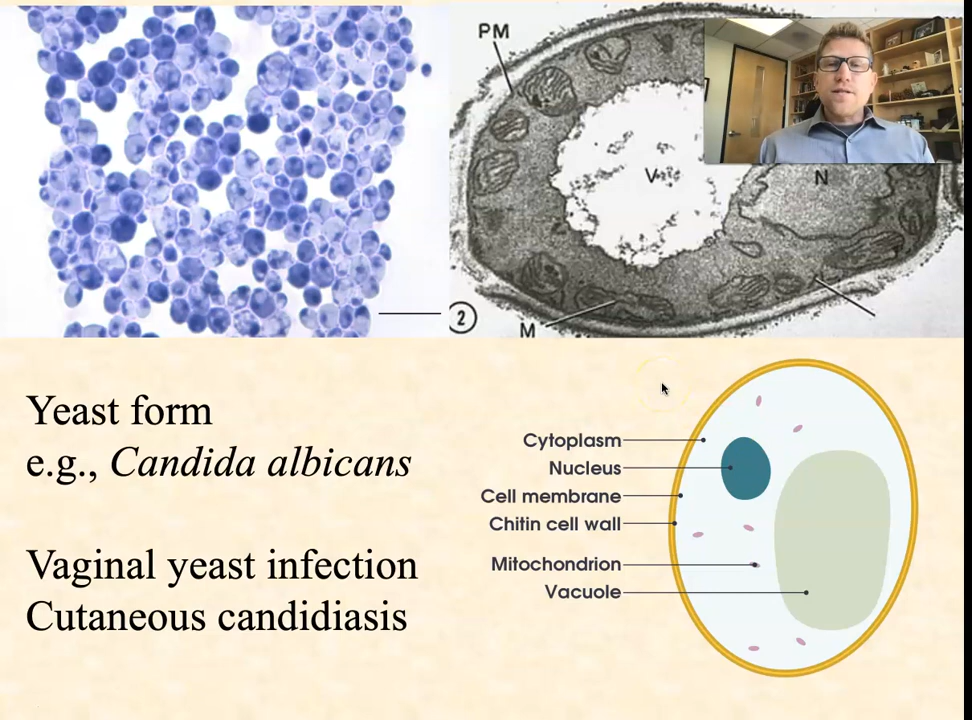 PM
V
N
2
M
Yeast form
e.g., Candida albicans
Vaginal yeast infection
Cutaneous candidiasis
Cytoplasm
Nucleus
Cell membrane
Chitin cell wall
Mitochondrion
Vacuole